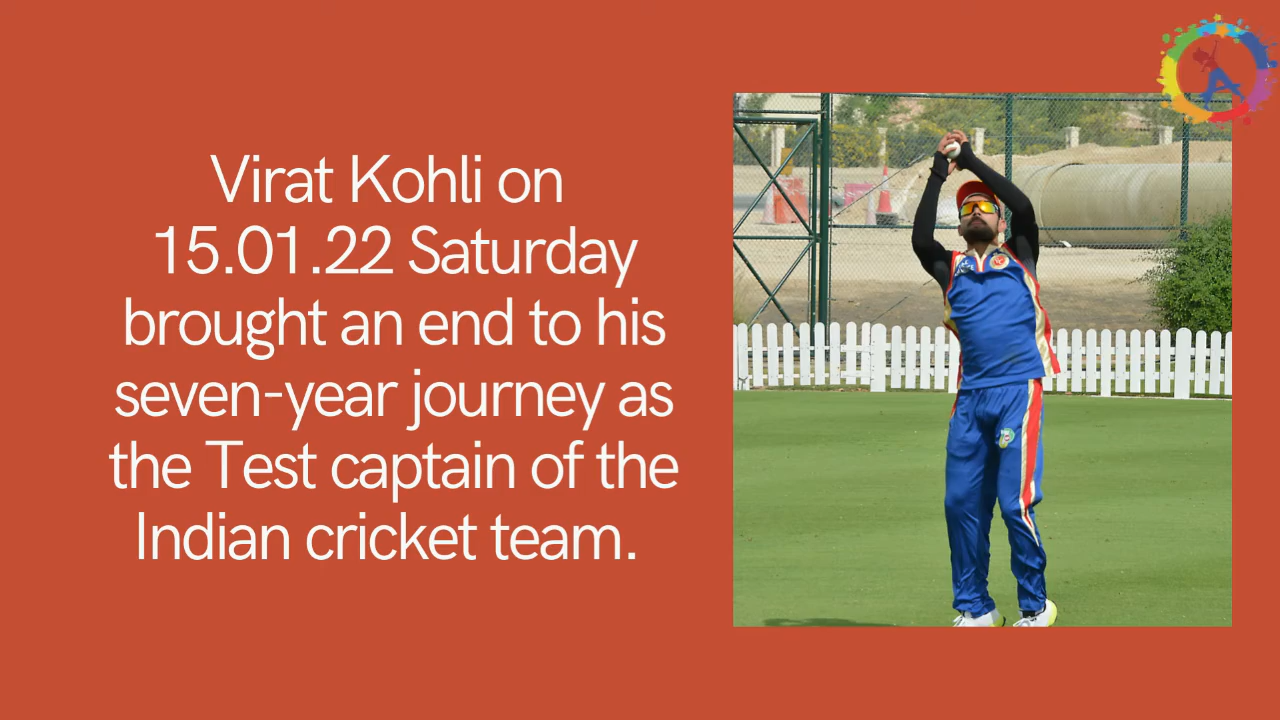 Virat Kohli on
15.01.22 Saturday
brought an end to his
seven-year journey as
the Test captain of the
Indian cricket team.